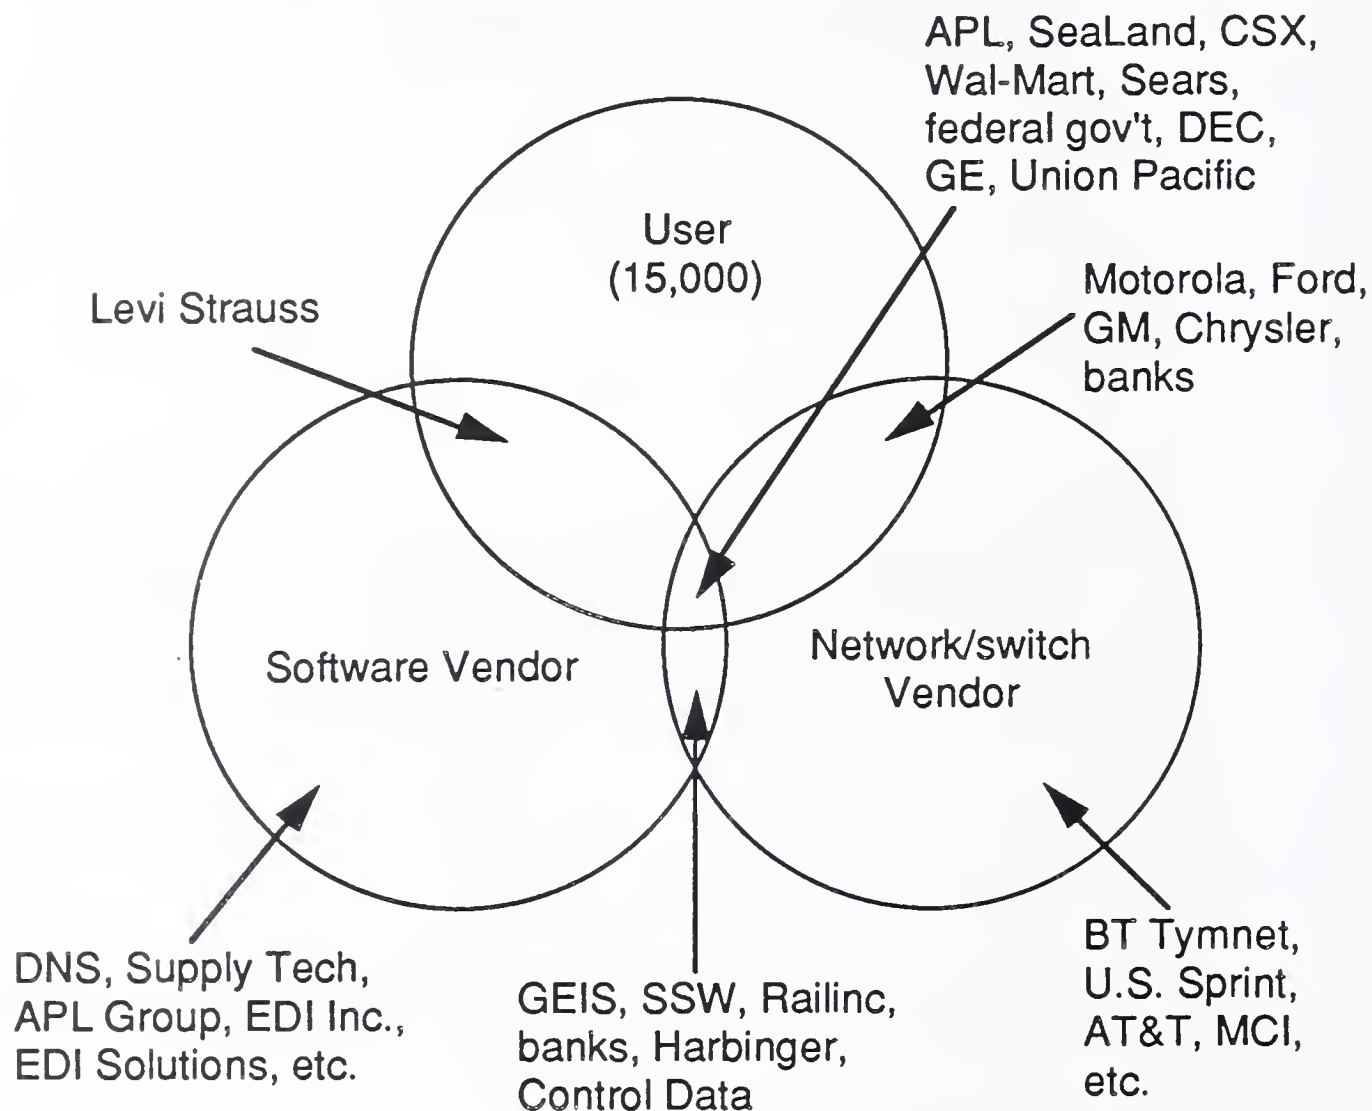 APL, SeaLand, CSX,
Wal-Mart, Sears,
federal gov't, DEC,
GE, Union Pacific
User
(15,000)
Levi Strauss
Motorola, Ford,
GM, Chrysler,
banks
Software Vendor
Network/switch
Vendor
DNS, Supply Tech,
APL Group, EDI Inc.,
EDI Solutions, etc.
GEIS, SSW, Railinc,
banks, Harbinger,
Control Data
BT Tymnet,
U.S. Sprint,
AT&T, MCI,
etc.